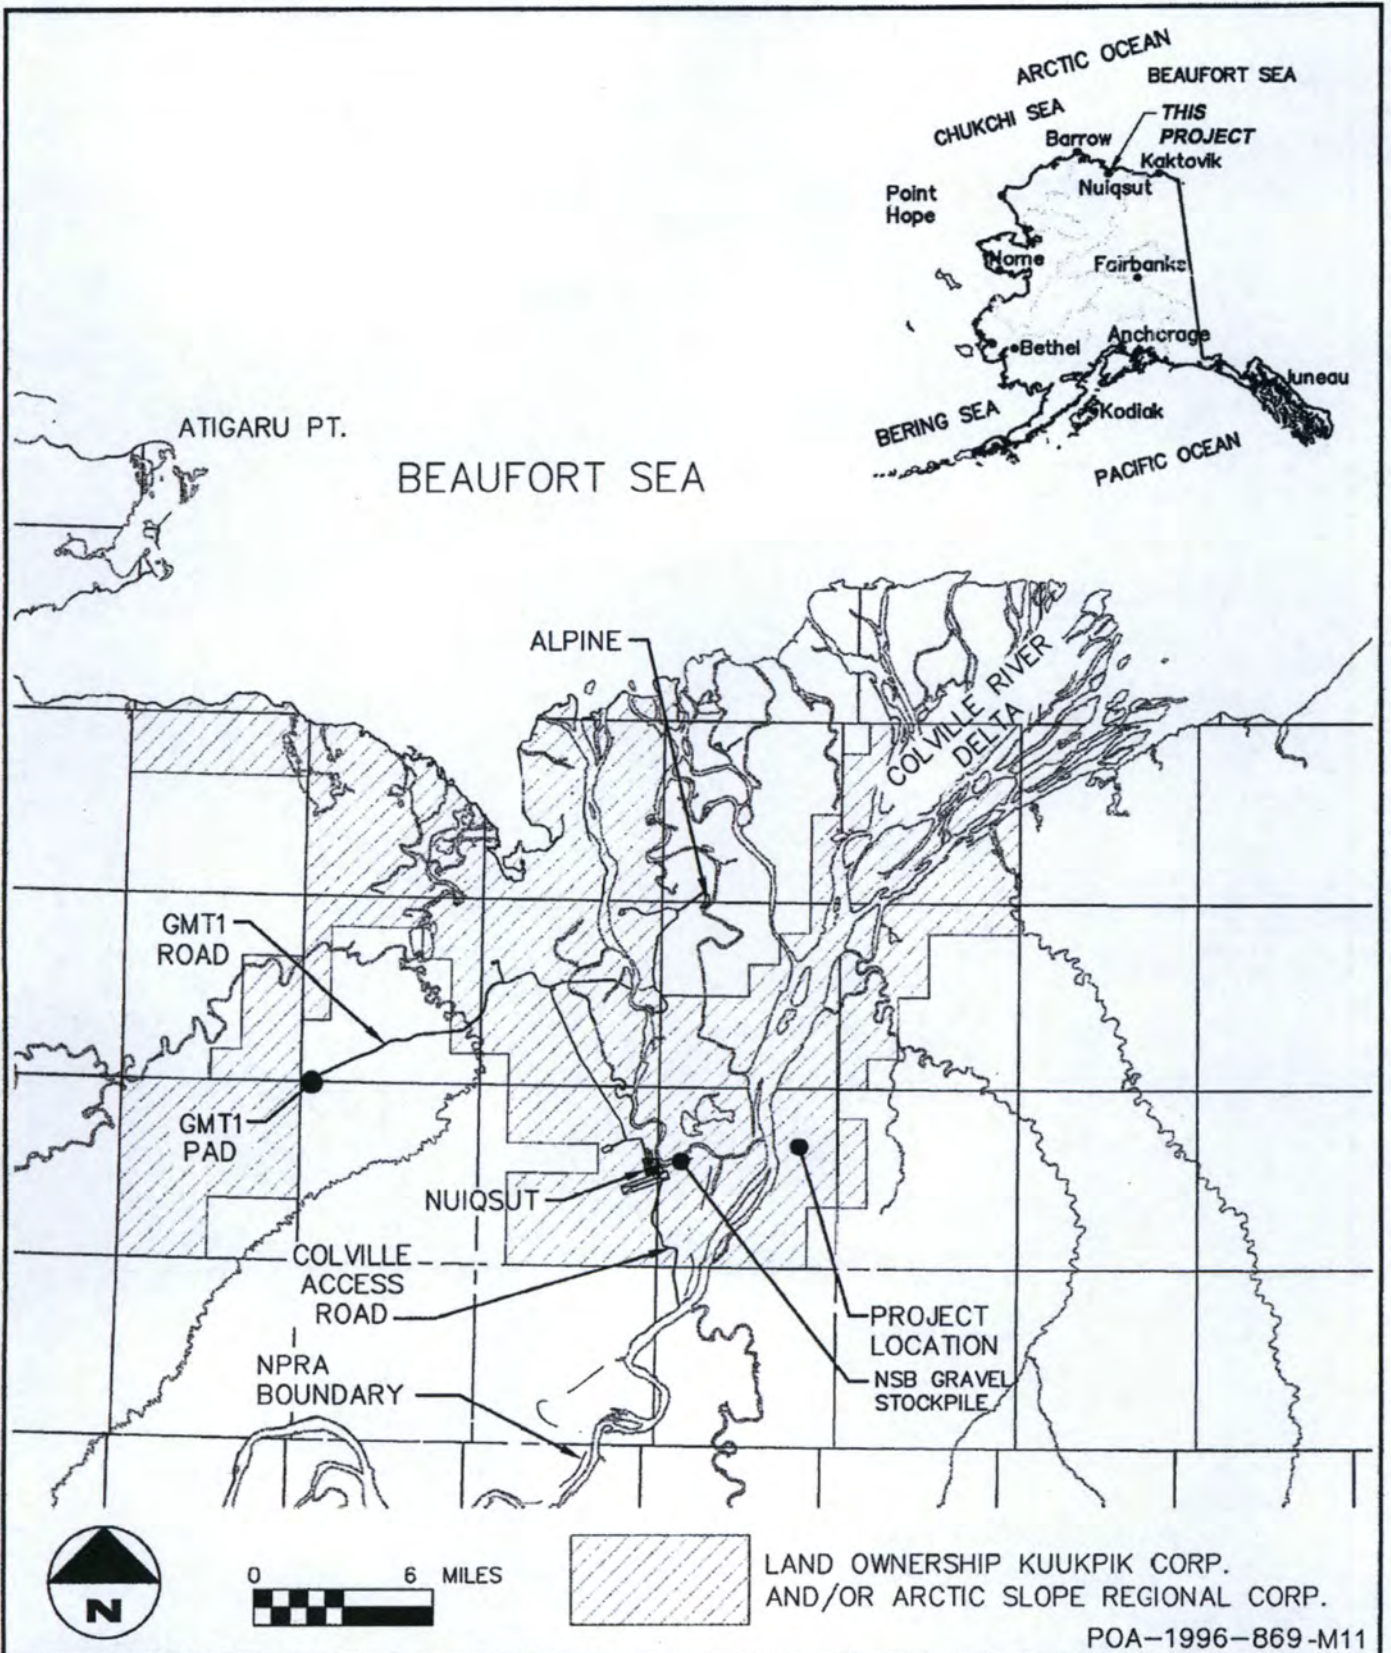 ARCTIC OCEAN
BEAUFORT SEA
CHUKCHI SEA
THIS
PROJECT
Barrow
Kaktovik
Nuiqsut
Point
Hope
Nome
Fairbanks
Bethel
Anchorage
Juneau
BERING SEA
Kodiak
PACIFIC OCEAN
ATIGARU PT.
BEAUFORT SEA
ALPINE
COLVILLE RIVER
DELTA
GMT1
ROAD
GMT1
PAD
NUIQSUT
COLVILLE
ACCESS
ROAD
PROJECT
LOCATION
NPRA
BOUNDARY
NSB GRAVEL
STOCKPILE
N
0 6 MILES
LAND OWNERSHIP KUUKPIK CORP.
AND/OR ARCTIC SLOPE REGIONAL CORP.
POA-1996-869-M11